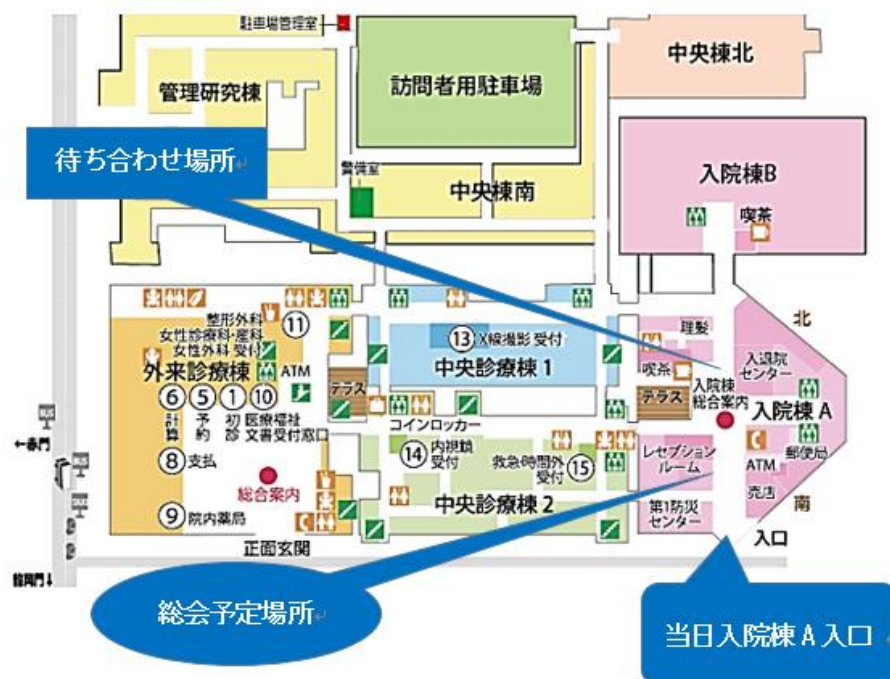 駐車場管理室
管理研究棟
訪問者用駐車場
中央棟北
待ち合わせ場所
警備室
中央棟南
入院棟B
喫茶
整形外科
⑪
女性診療科・産科
女性外科 受付
外来診療棟
ATM
⑥
⑤
①
⑩
計算
予約
初診
医療福祉
文書受付窓口
⑧支払
総合案内
⑨院内薬局
正面玄関
⑬X線撮影 受付
中央診療棟 1
テラス
コインロッカー
⑭内視鏡
受付
救急・時間外
受付
⑮
中央診療棟 2
理髪
喫茶
テラス
入院棟
総合案内
北
入退院
センター
入院棟 A
郵便局
レセプション
ルーム
ATM
売店
南
第1防災
センター
入口
BUS
←赤門
龍岡門↓
総会予定場所
当日入院棟 A 入口